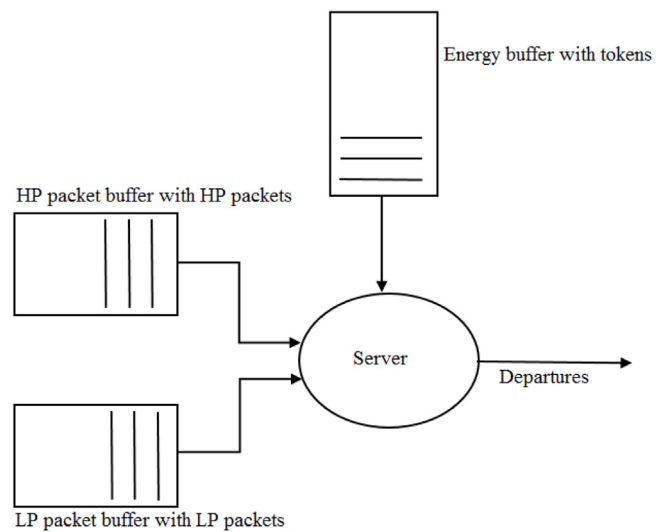 Energy buffer with tokens
HP packet buffer with HP packets
Server
Departures
LP packet buffer with LP packets